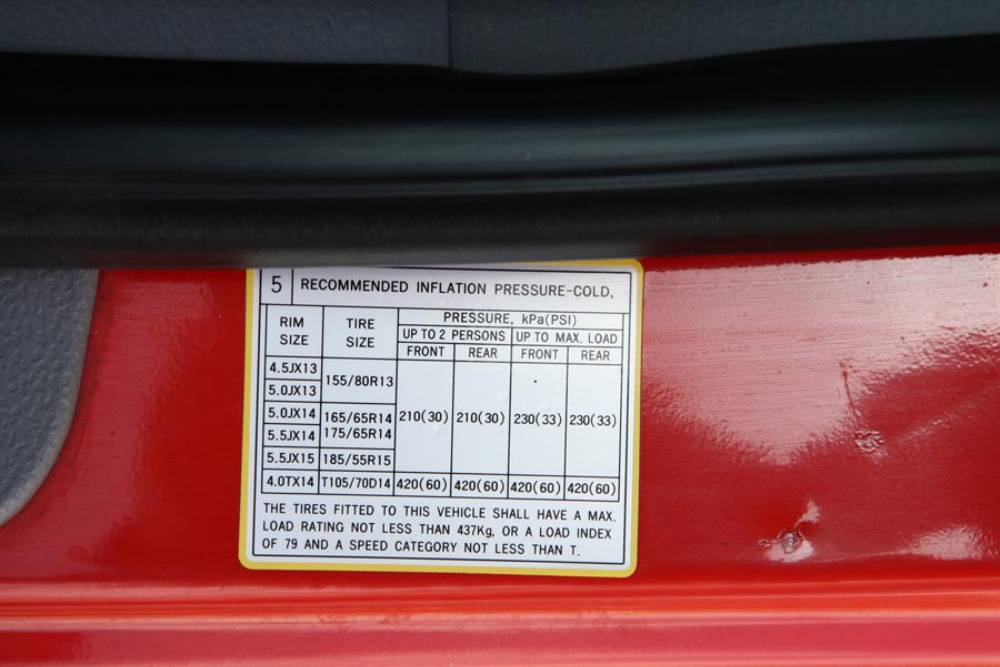 5 RECOMMENDED INFLATION PRESSURE-COLD,
RIM SIZE TIRE SIZE PRESSURE, kPa(PSI)
UP TO 2 PERSONS UP TO MAX. LOAD
FRONT REAR FRONT REAR
4.5JX13 155/80R13
5.0JX13
5.0JX14 165/65R14 210(30) 210(30) 230(33) 230(33)
5.5JX14 175/65R14
5.5JX15 185/55R15
4.0TX14 T105/70D14 420(60) 420(60) 420(60) 420(60)
THE TIRES FITTED TO THIS VEHICLE SHALL HAVE A MAX.
LOAD RATING NOT LESS THAN 437Kg, OR A LOAD INDEX
OF 79 AND A SPEED CATEGORY NOT LESS THAN T.